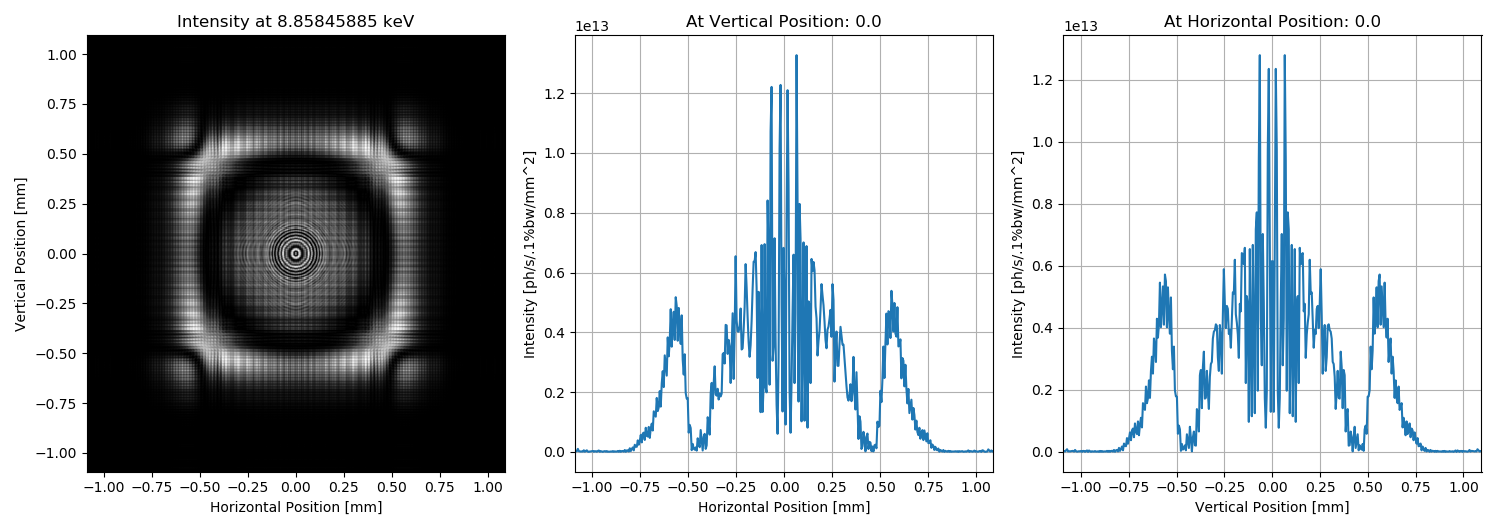 Intensity at 8.85845885 keV
1.00
0.75
0.50
0.25
0.00
−0.25
−0.50
−0.75
−1.00
Vertical Position [mm]
−1.00 −0.75 −0.50 −0.25 0.00 0.25 0.50 0.75 1.00
Horizontal Position [mm]
At Vertical Position: 0.0
1e13
1.2
1.0
0.8
0.6
0.4
0.2
0.0
Intensity [ph/s/.1%bw/mm^2]
−1.00 −0.75 −0.50 −0.25 0.00 0.25 0.50 0.75 1.00
Horizontal Position [mm]
At Horizontal Position: 0.0
1e13
1.2
1.0
0.8
0.6
0.4
0.2
0.0
Intensity [ph/s/.1%bw/mm^2]
−1.00 −0.75 −0.50 −0.25 0.00 0.25 0.50 0.75 1.00
Vertical Position [mm]